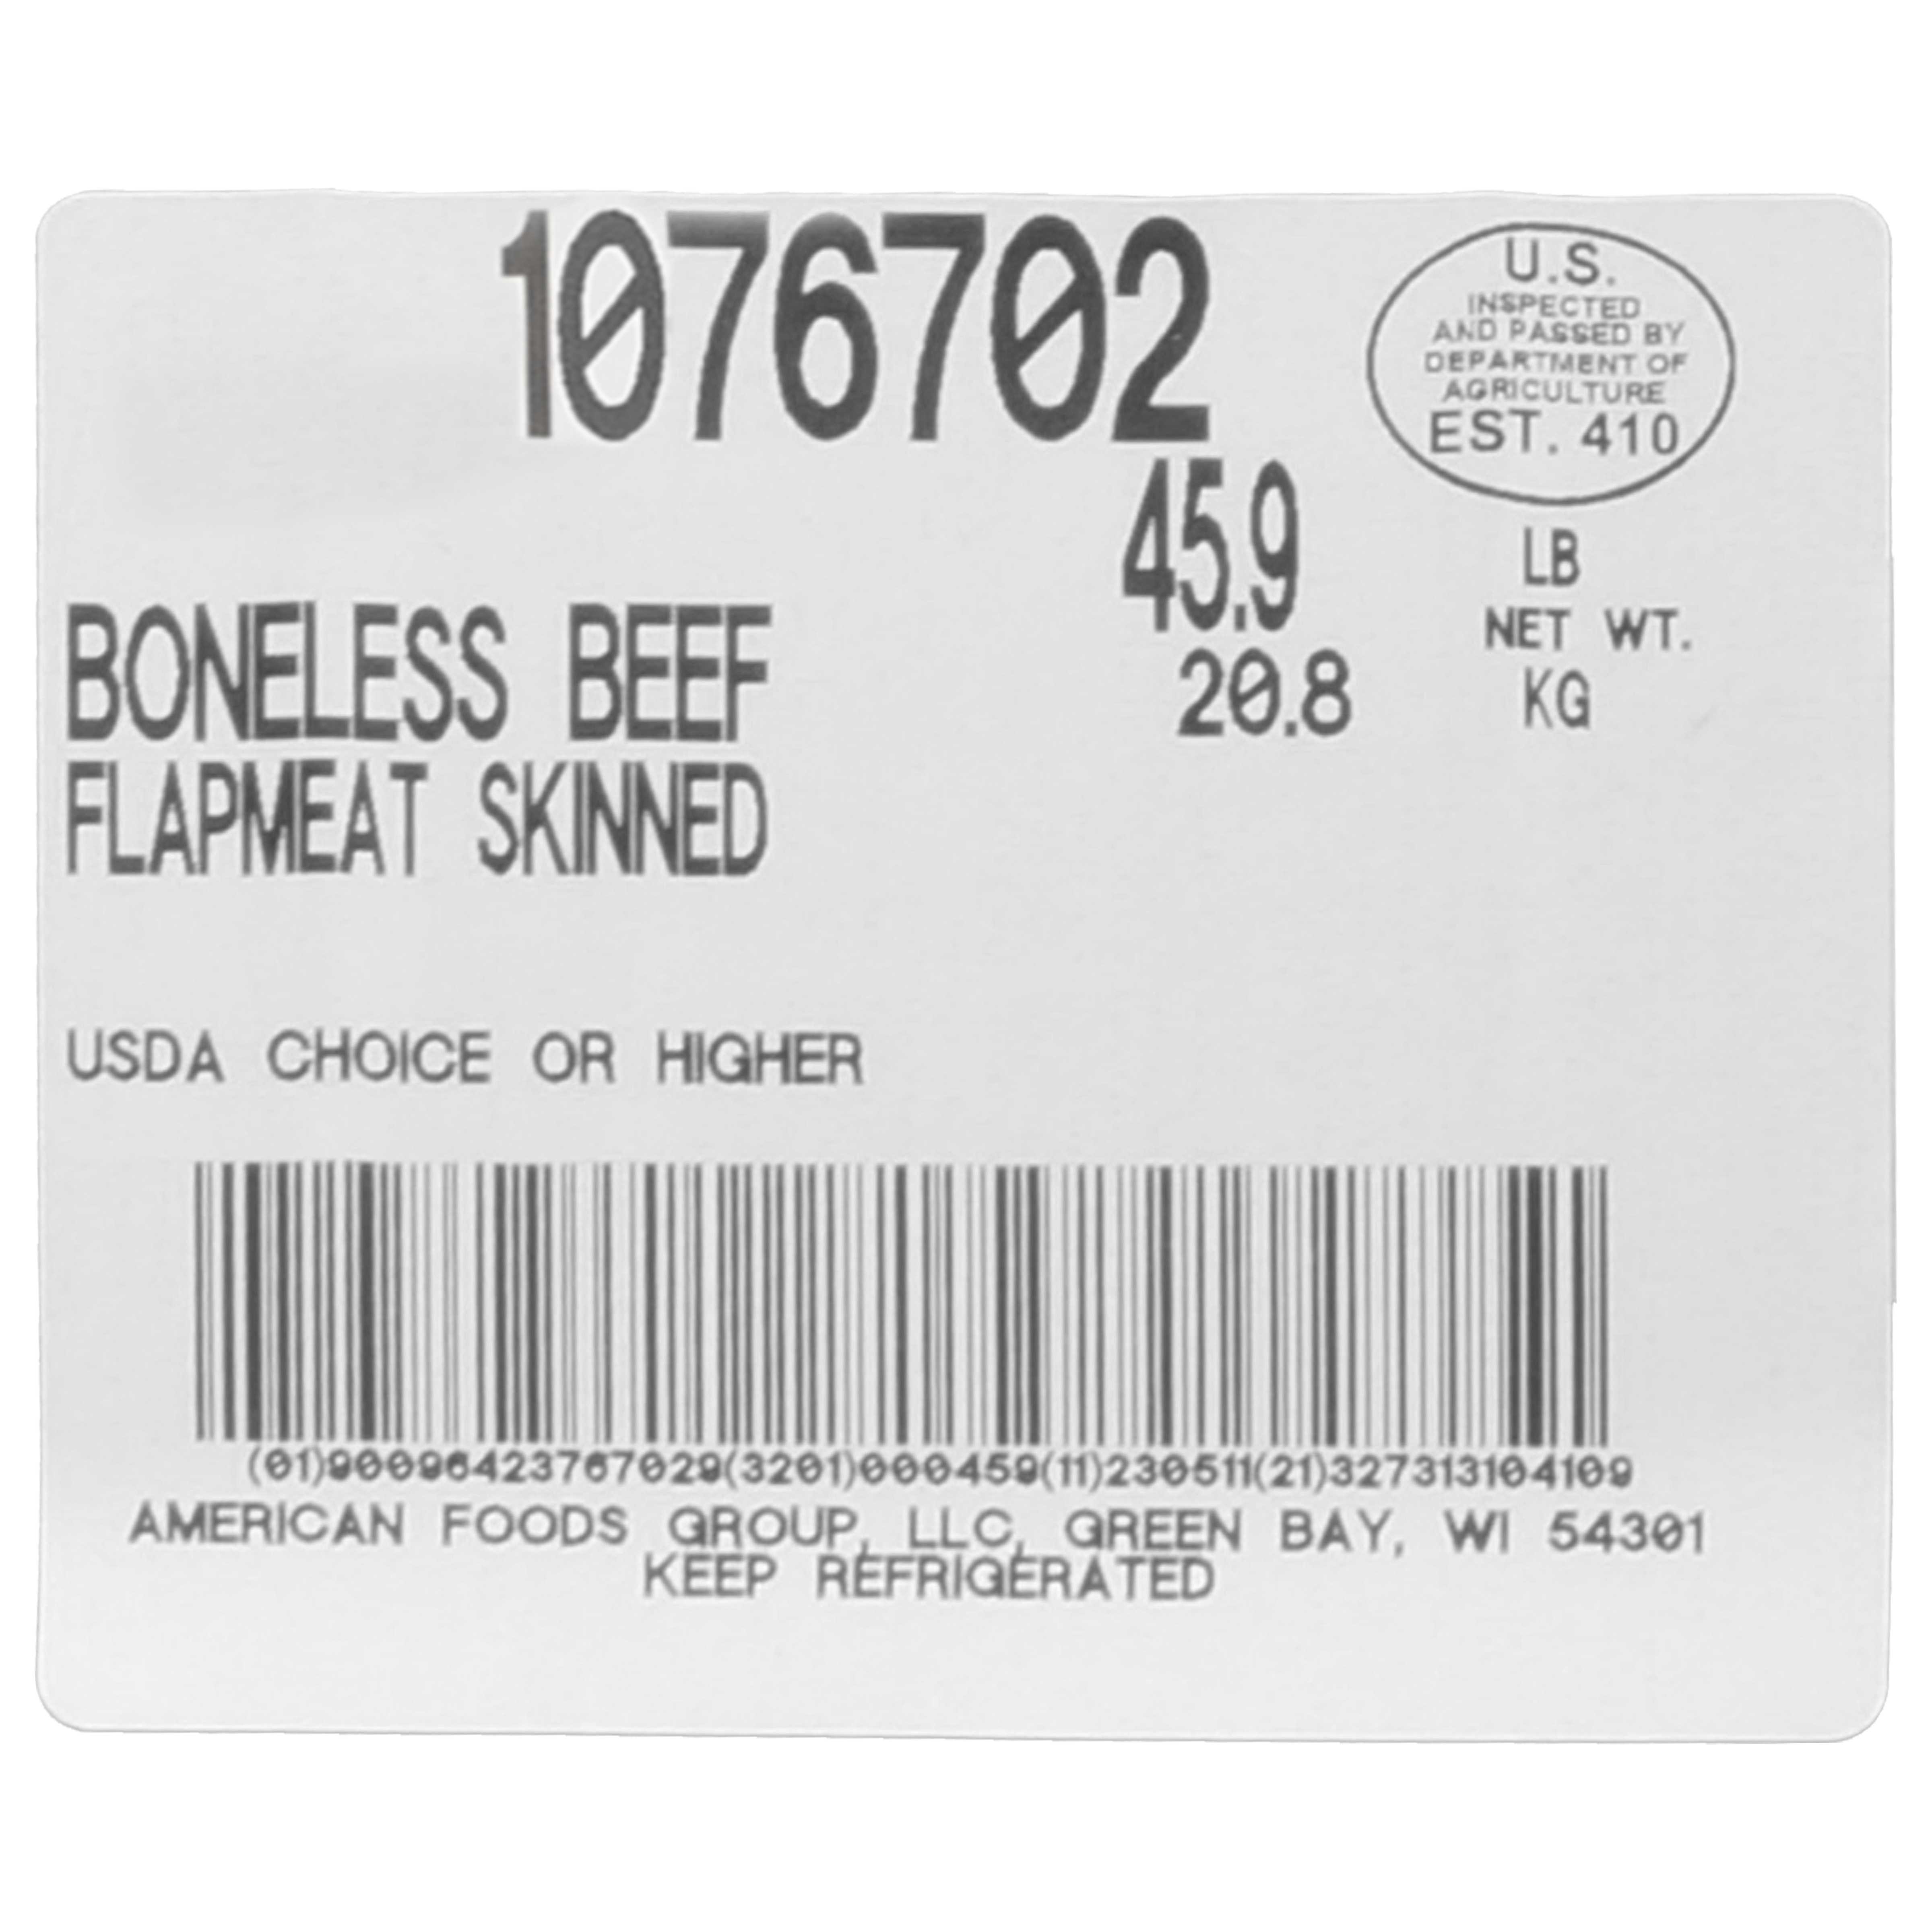 1076702
U.S.
INSPECTED
AND PASSED BY
DEPARTMENT OF
AGRICULTURE
EST. 410
45.9 LB
NET WT.
20.8 KG
BONELESS BEEF
FLAPMEAT SKINNED
USDA CHOICE OR HIGHER
(01)90096423767029(3201)000459(11)230511(21)327313104109
AMERICAN FOODS GROUP, LLC, GREEN BAY, WI 54301
KEEP REFRIGERATED